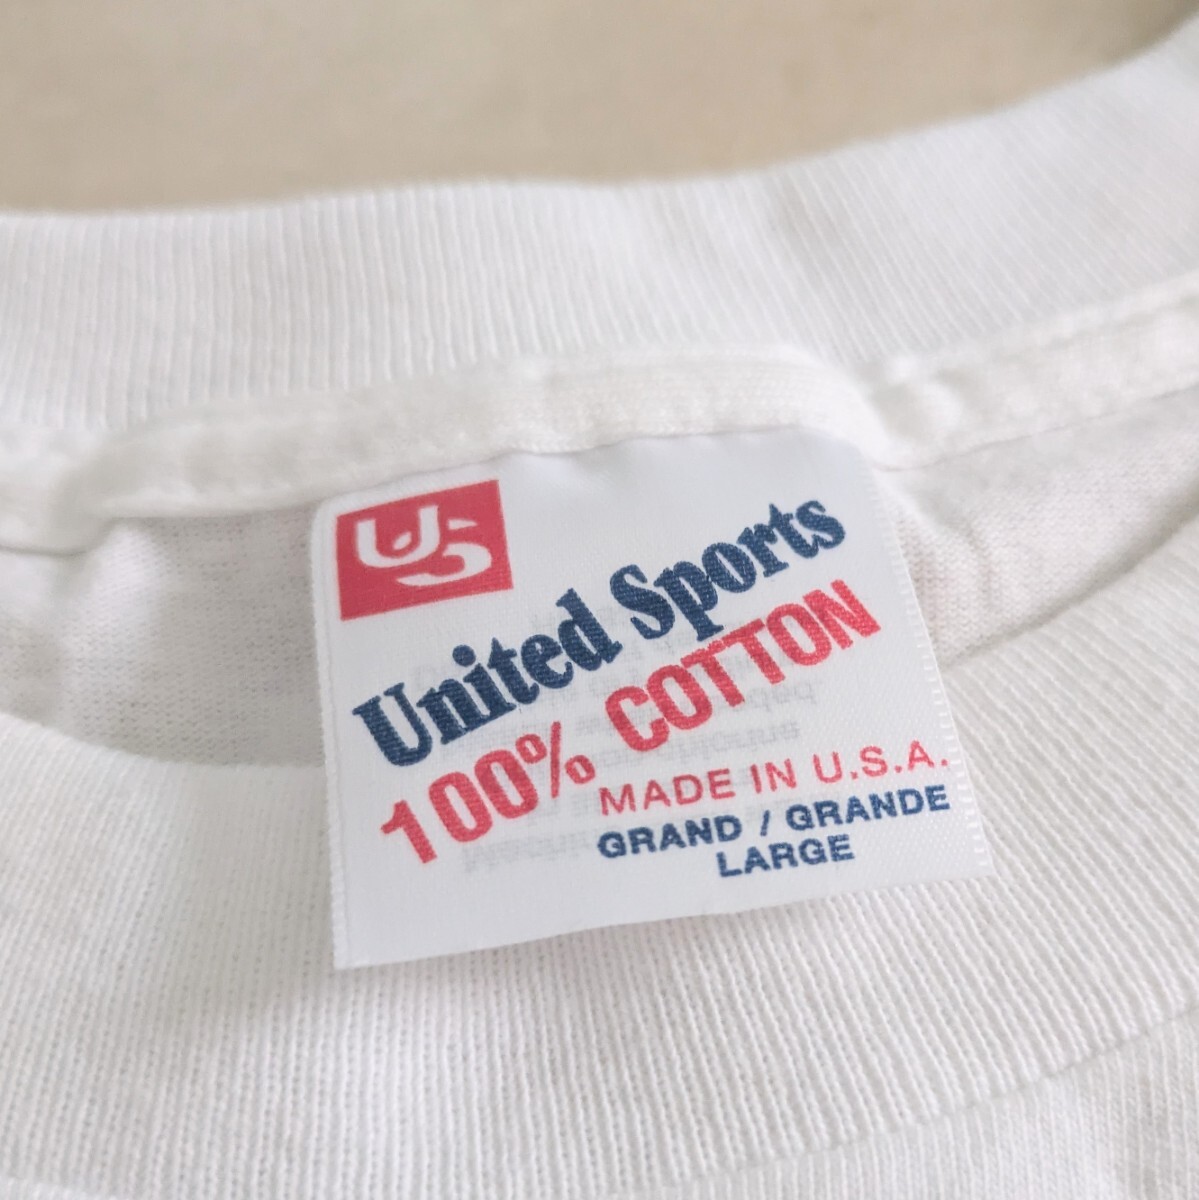 US
United Sports
100% COTTON
MADE IN U.S.A.
GRAND / GRANDE
LARGE